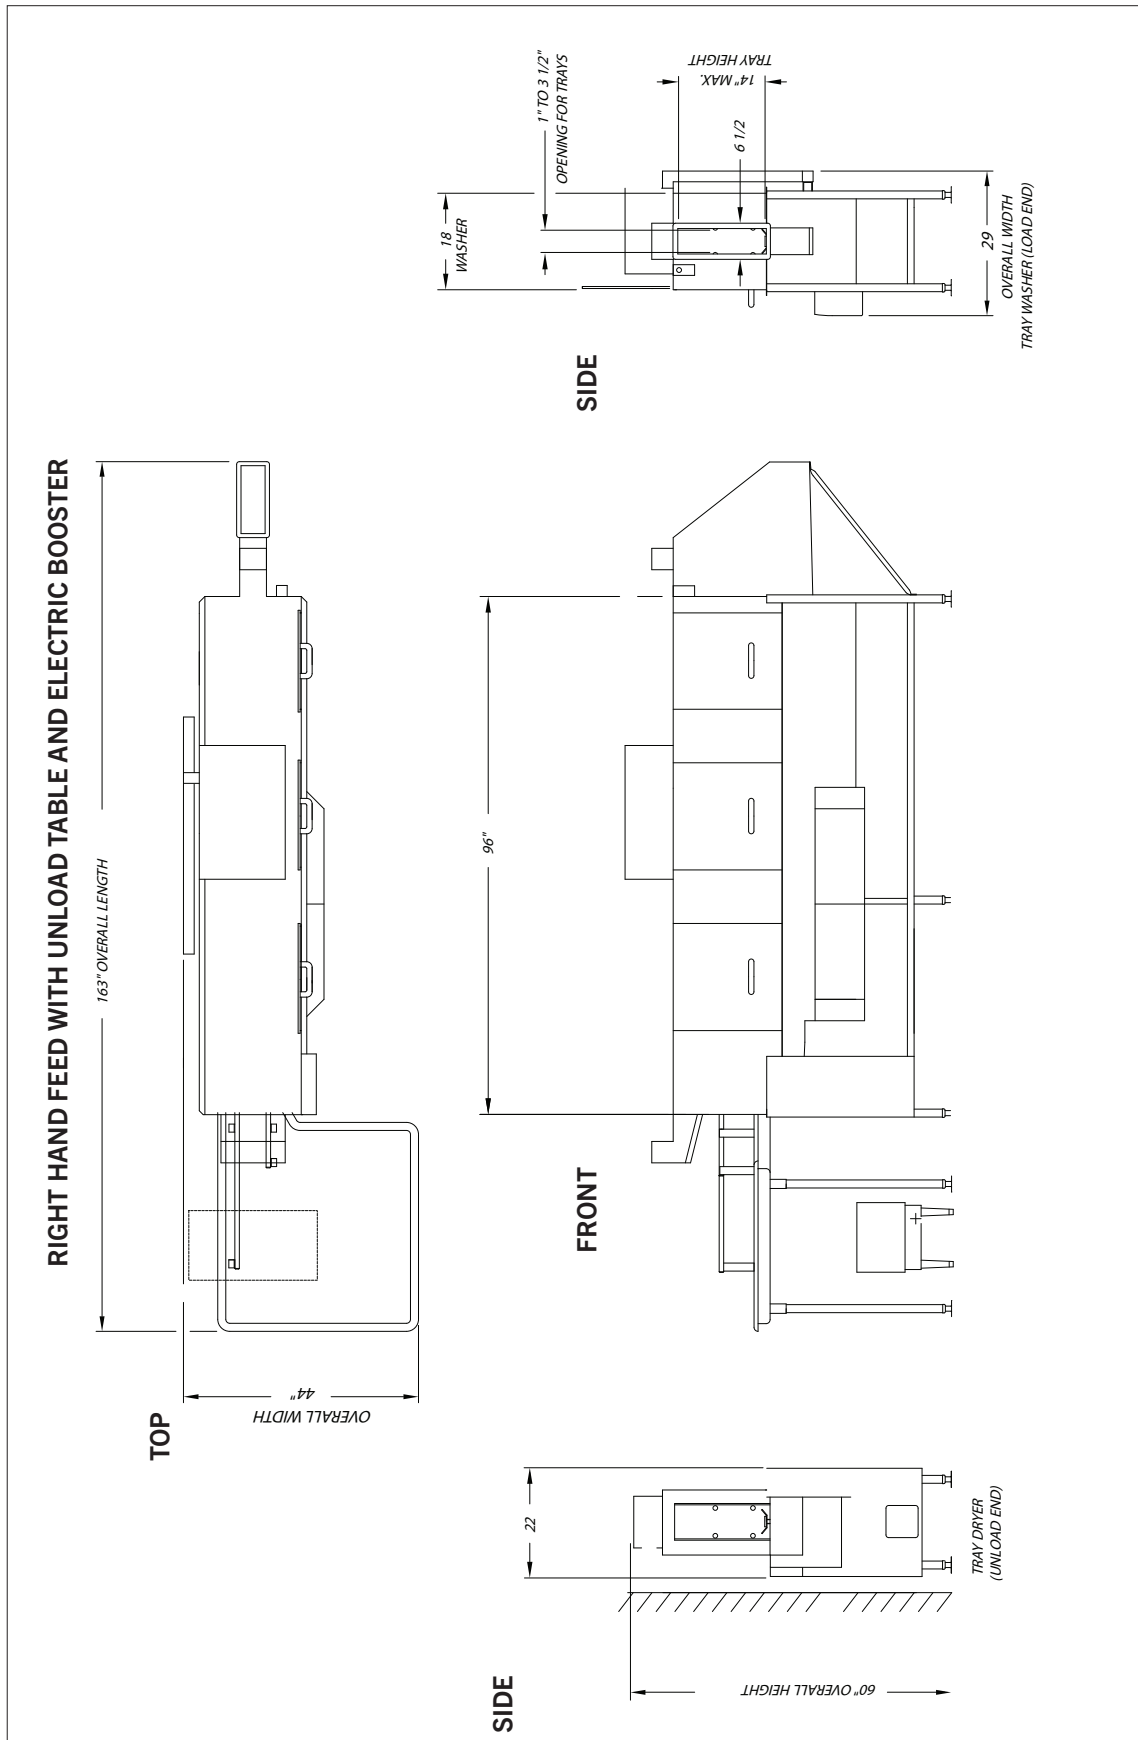 RIGHT HAND FEED WITH UNLOAD TABLE AND ELECTRIC BOOSTER
163" OVERALL LENGTH
TOP
44"
OVERALL WIDTH
SIDE
18
WASHER
1" TO 3 1/2"
OPENING FOR TRAYS
14" MAX.
TRAY HEIGHT
6 1/2
29
OVERALL WIDTH
TRAY WASHER (LOAD END)
FRONT
96"
SIDE
22
60" OVERALL HEIGHT
TRAY DRYER
(UNLOAD END)